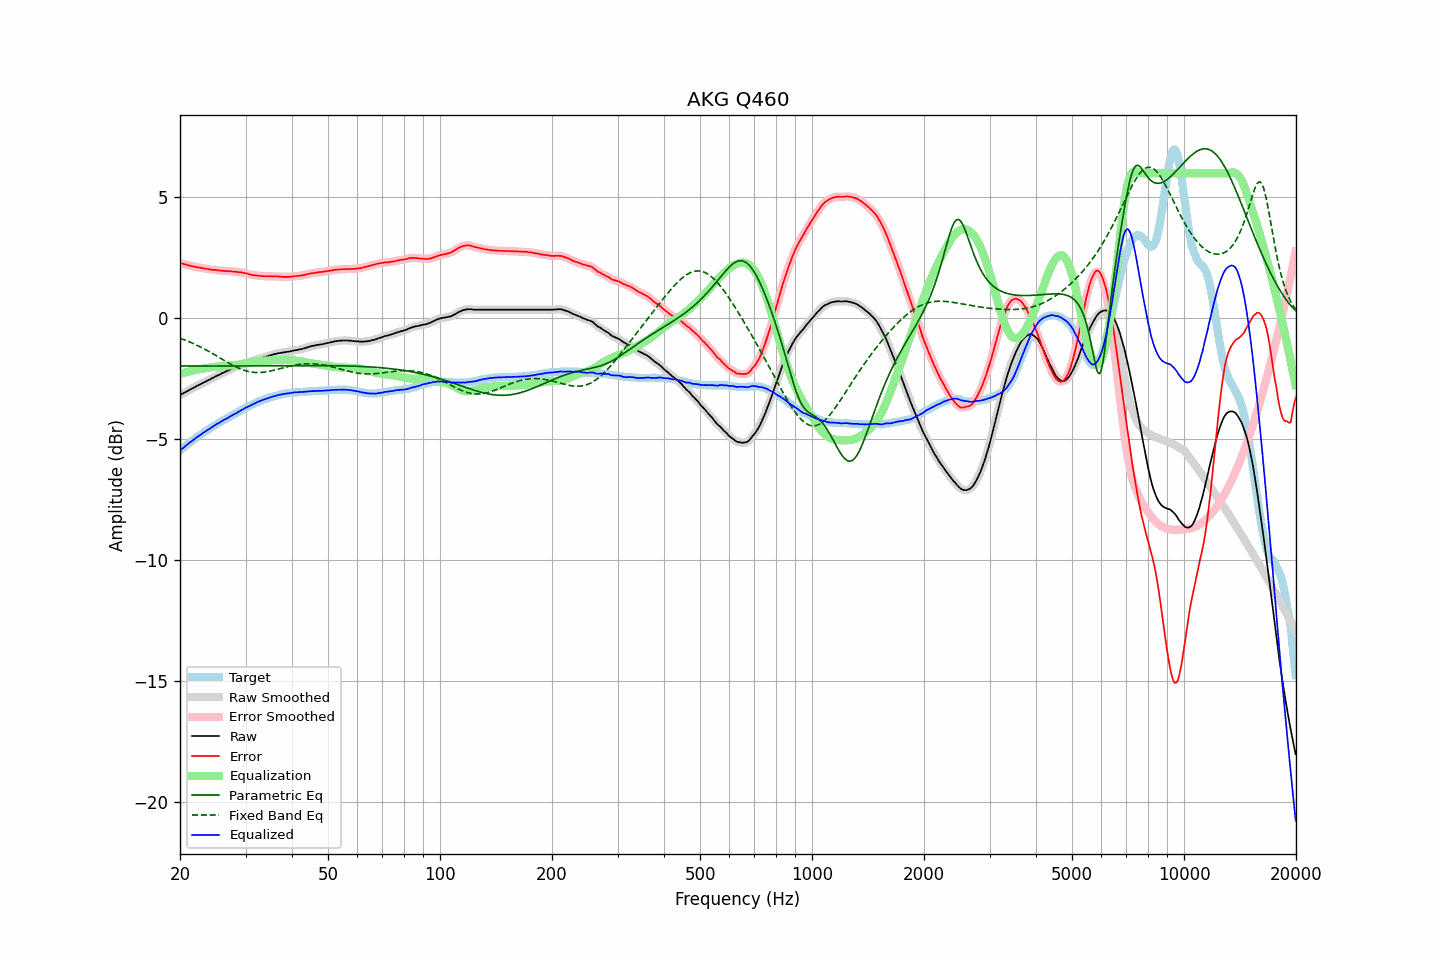 AKG Q460
Amplitude (dBr)
5
0
−5
−10
−15
−20
Target
Raw Smoothed
Error Smoothed
Raw
Error
Equalization
Parametric Eq
Fixed Band Eq
Equalized
20 50 100 200 500 1000 2000 5000 10000 20000
Frequency (Hz)